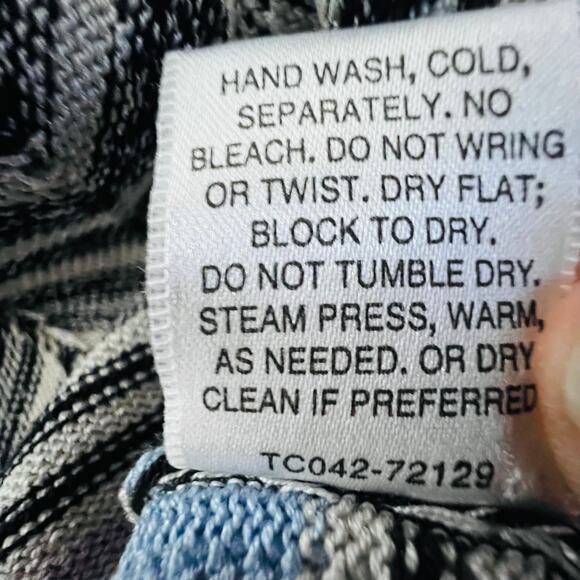 HAND WASH, COLD,
SEPARATELY. NO
BLEACH. DO NOT WRING
OR TWIST. DRY FLAT;
BLOCK TO DRY.
DO NOT TUMBLE DRY.
STEAM PRESS, WARM,
AS NEEDED. OR DRY
CLEAN IF PREFERRED
TC042-72129